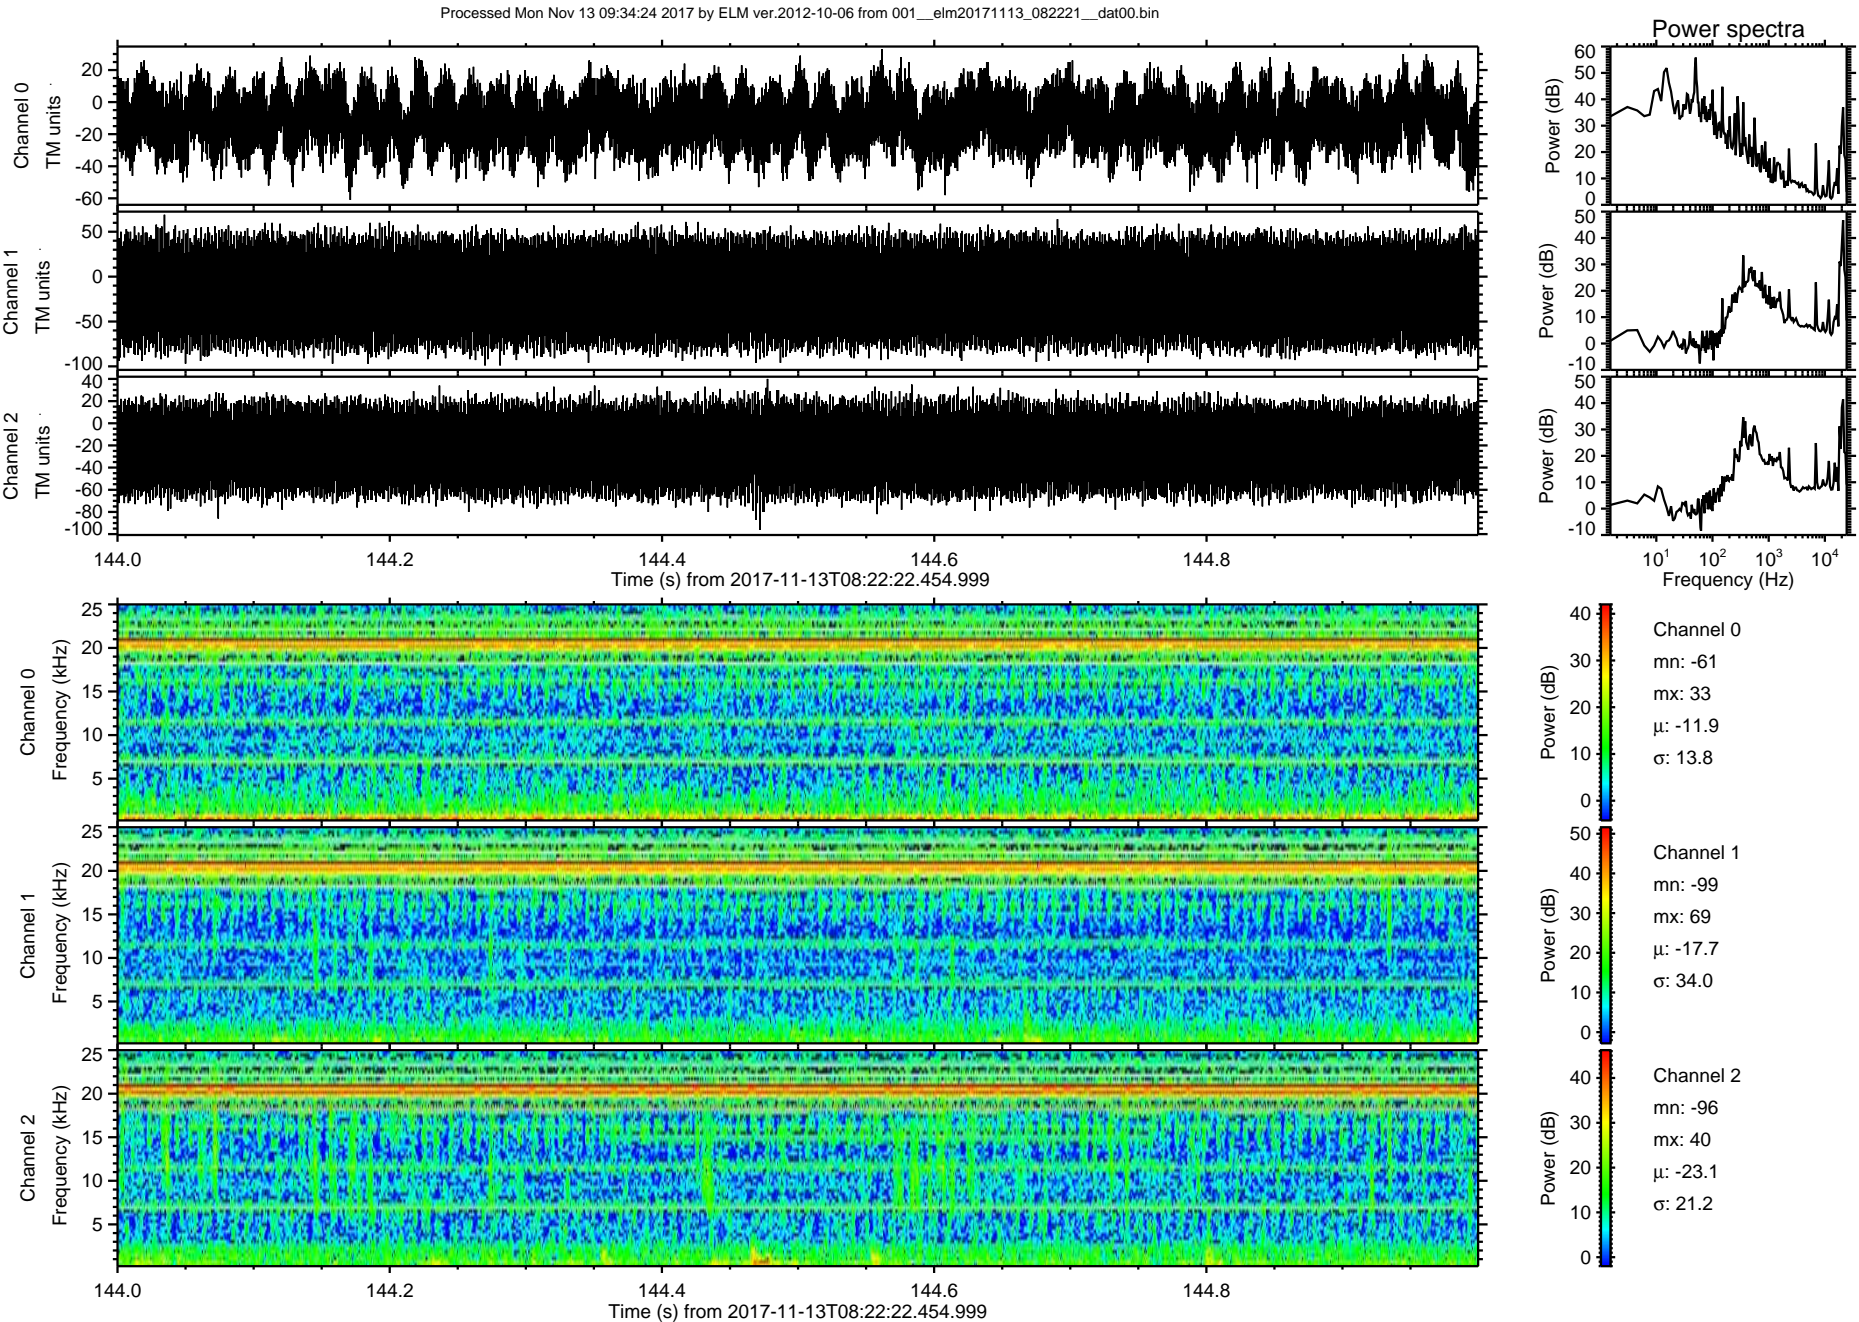 Processed Mon Nov 13 09:34:24 2017 by ELM ver.2012-10-06 from 001__elm20171113_082221__dat00.bin
Power spectra
Channel 0
TM units
20
0
-20
-40
-60
Power (dB)
60
50
40
30
20
10
0
Channel 1
TM units
50
0
-50
-100
Power (dB)
50
40
30
20
10
0
-10
Channel 2
TM units
40
20
0
-20
-40
-60
-80
-100
Power (dB)
50
40
30
20
10
0
-10
144.0 144.2 144.4 144.6 144.8
Time (s) from 2017-11-13T08:22:22.454.999
10^1 10^2 10^3 10^4
Frequency (Hz)
Channel 0
Frequency (kHz)
25
20
15
10
5
Power (dB)
40
30
20
10
0
Channel 0
mn: -61
mx: 33
µ: -11.9
σ: 13.8
Channel 1
Frequency (kHz)
25
20
15
10
5
Power (dB)
50
40
30
20
10
0
Channel 1
mn: -99
mx: 69
µ: -17.7
σ: 34.0
Channel 2
Frequency (kHz)
25
20
15
10
5
Power (dB)
40
30
20
10
0
Channel 2
mn: -96
mx: 40
µ: -23.1
σ: 21.2
144.0 144.2 144.4 144.6 144.8
Time (s) from 2017-11-13T08:22:22.454.999